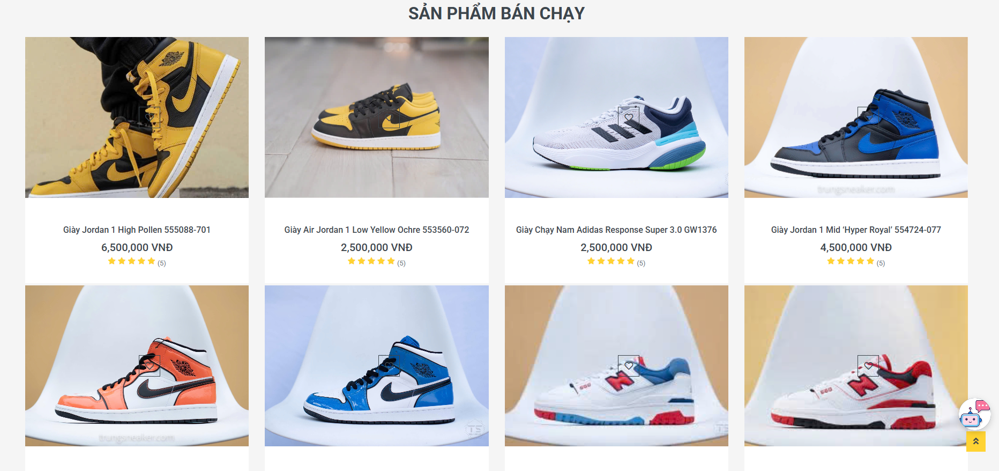 SẢN PHẨM BÁN CHẠY
Giày Jordan 1 High Pollen 555088-701
6,500,000 VNĐ
(5)
Giày Air Jordan 1 Low Yellow Ochre 553560-072
2,500,000 VNĐ
(5)
Giày Chạy Nam Adidas Response Super 3.0 GW1376
2,500,000 VNĐ
(5)
trungsneaker.com
Giày Jordan 1 Mid ‘Hyper Royal’ 554724-077
4,500,000 VNĐ
(5)
trungsneaker.com
TS
550
N
550
N